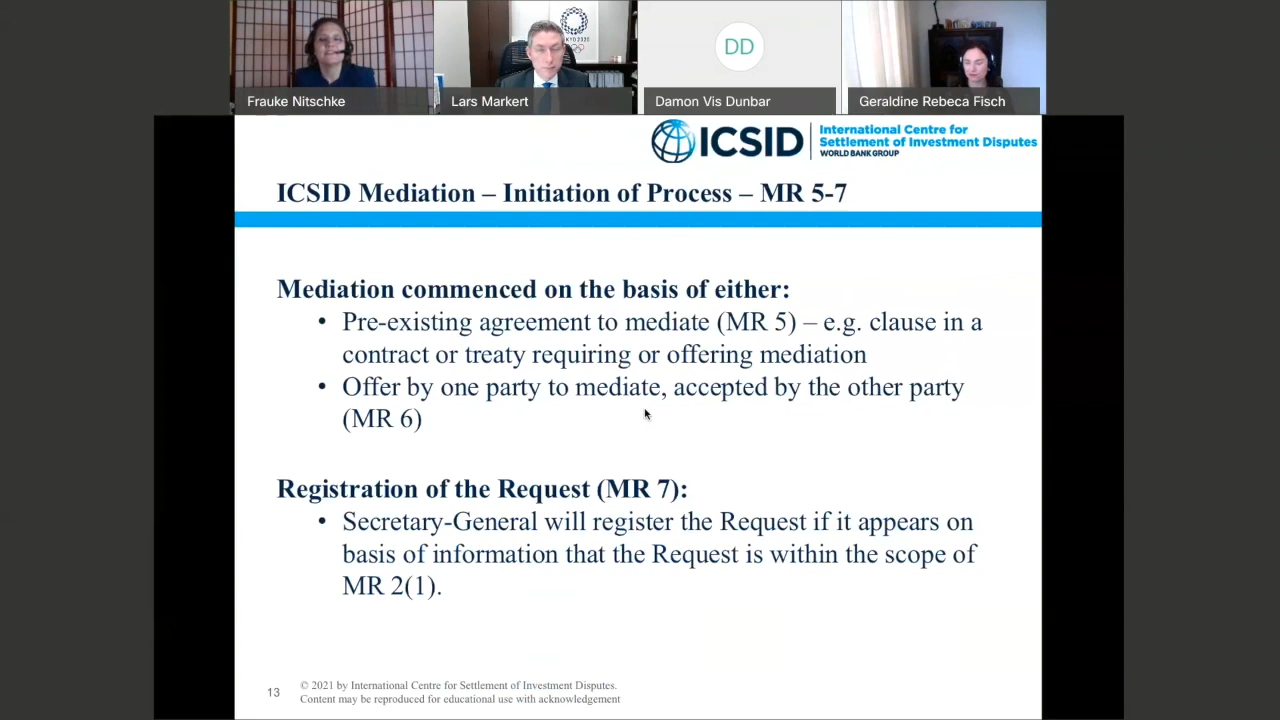 TOKYO 2020
DD
Frauke Nitschke
Lars Markert
Damon Vis Dunbar
Geraldine Rebeca Fisch
ICSID
International Centre for
Settlement of Investment Disputes
WORLD BANK GROUP
ICSID Mediation – Initiation of Process – MR 5-7
Mediation commenced on the basis of either:
• Pre-existing agreement to mediate (MR 5) – e.g. clause in a
contract or treaty requiring or offering mediation
• Offer by one party to mediate, accepted by the other party
(MR 6)
Registration of the Request (MR 7):
• Secretary-General will register the Request if it appears on
basis of information that the Request is within the scope of
MR 2(1).
13
© 2021 by International Centre for Settlement of Investment Disputes.
Content may be reproduced for educational use with acknowledgement